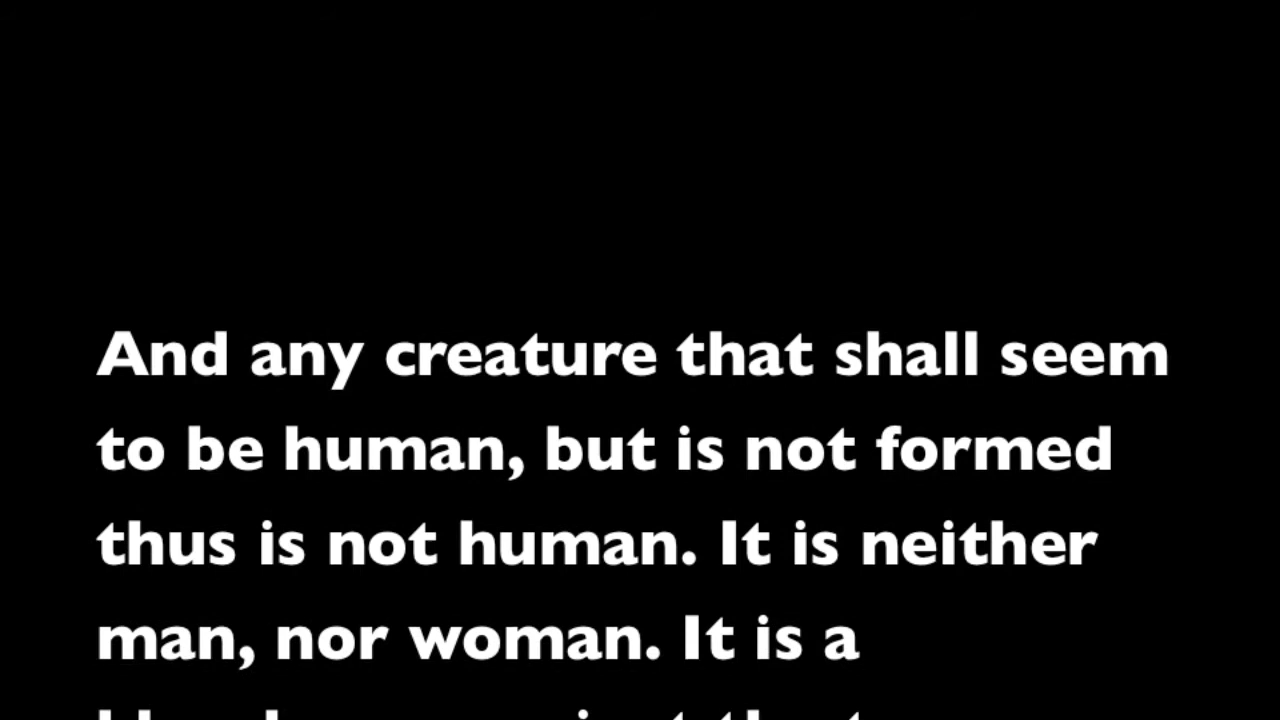 And any creature that shall seem
to be human, but is not formed
thus is not human. It is neither
man, nor woman. It is a